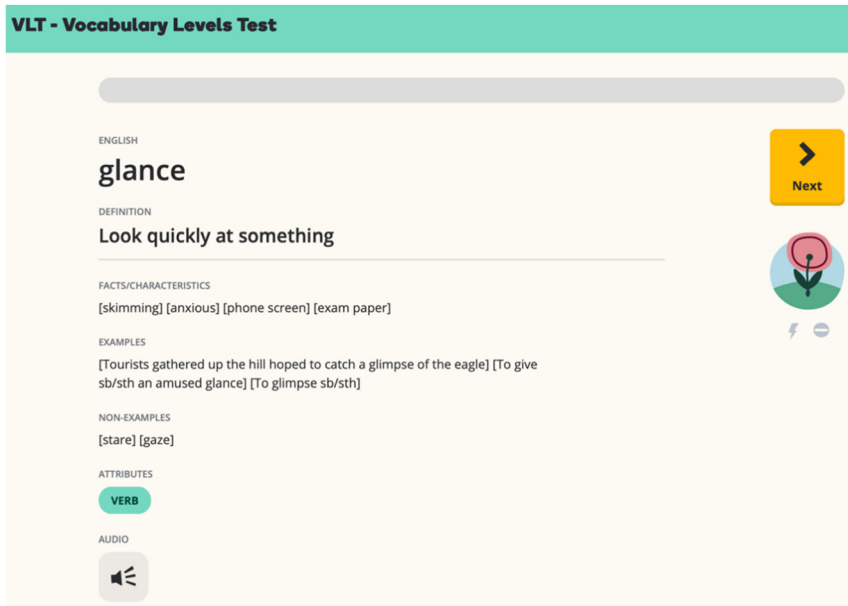 VLT - Vocabulary Levels Test
ENGLISH
glance
Next
DEFINITION
Look quickly at something
FACTS/CHARACTERISTICS
[skimming] [anxious] [phone screen] [exam paper]
EXAMPLES
[Tourists gathered up the hill hoped to catch a glimpse of the eagle] [To give
sb/sth an amused glance] [To glimpse sb/sth]
NON-EXAMPLES
[stare] [gaze]
ATTRIBUTES
VERB
AUDIO